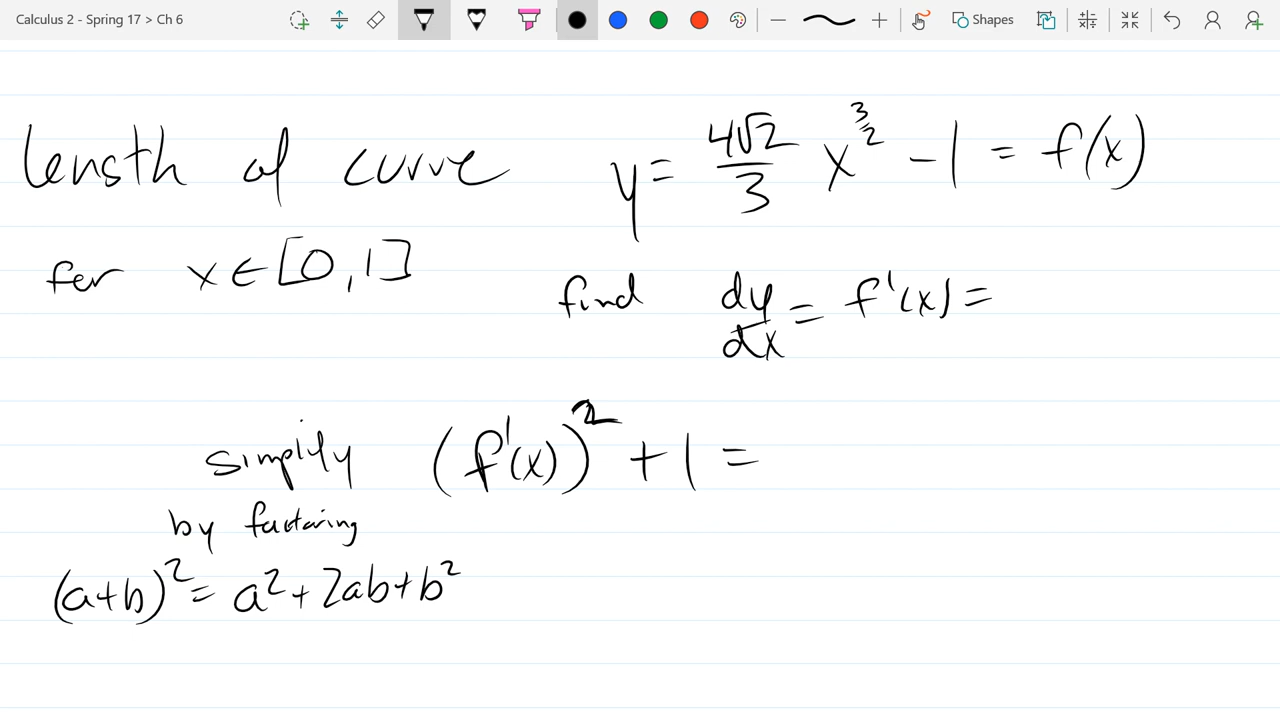 Calculus 2 - Spring 17 > Ch 6
Shapes
length of curve y = 4√2/3 x^(3/2) - 1 = f(x)
for x ∈ [0,1]
find dy/dx = f'(x) =
simplify (f'(x))² + 1 =
by factoring
(a+b)² = a² + 2ab + b²